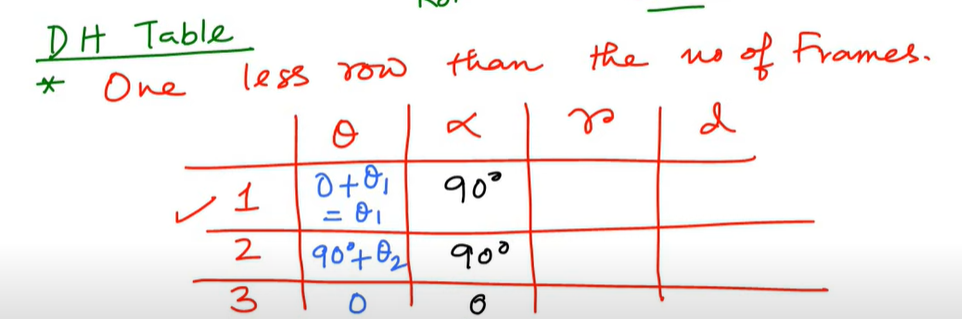 DH Table
* One less row than the no of Frames.
θ α r d
✓ 1 0+θ₁ 90°
= θ₁
2 90°+θ₂ 90°
3 0 0